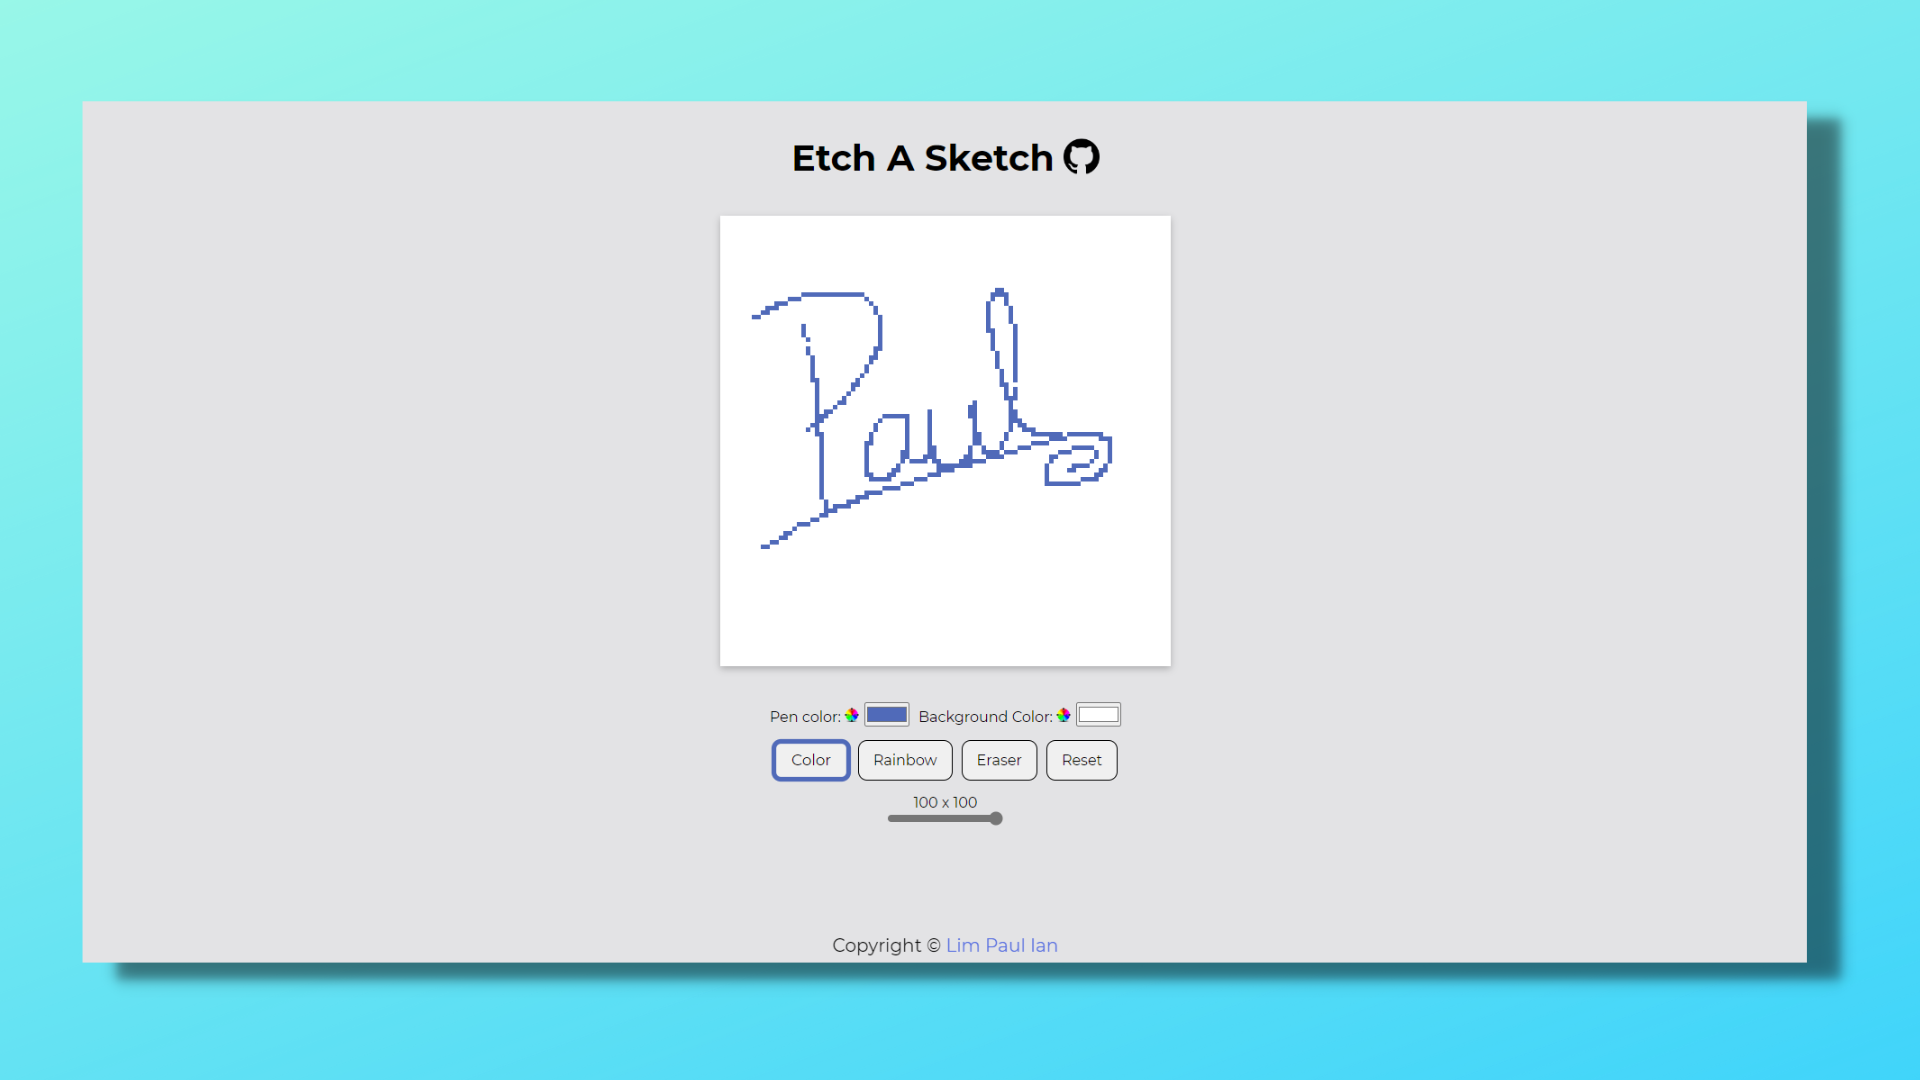 Etch A Sketch
Paul
Pen color: Background Color:
Color Rainbow Eraser Reset
100 x 100
Copyright © Lim Paul Ian